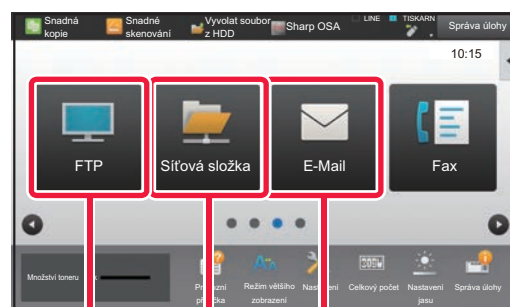 Snadná
kopie
Snadné
skenování
Vyvolat soubor
z HDD
Sharp OSA
LINE
TISKÁRN
Správa úlohy
10:15
FTP
Síťová složka
E-Mail
Fax
Množství toneru
Režim většího
zobrazení
Celkový počet
Nastavení
jasu
Správa úlohy